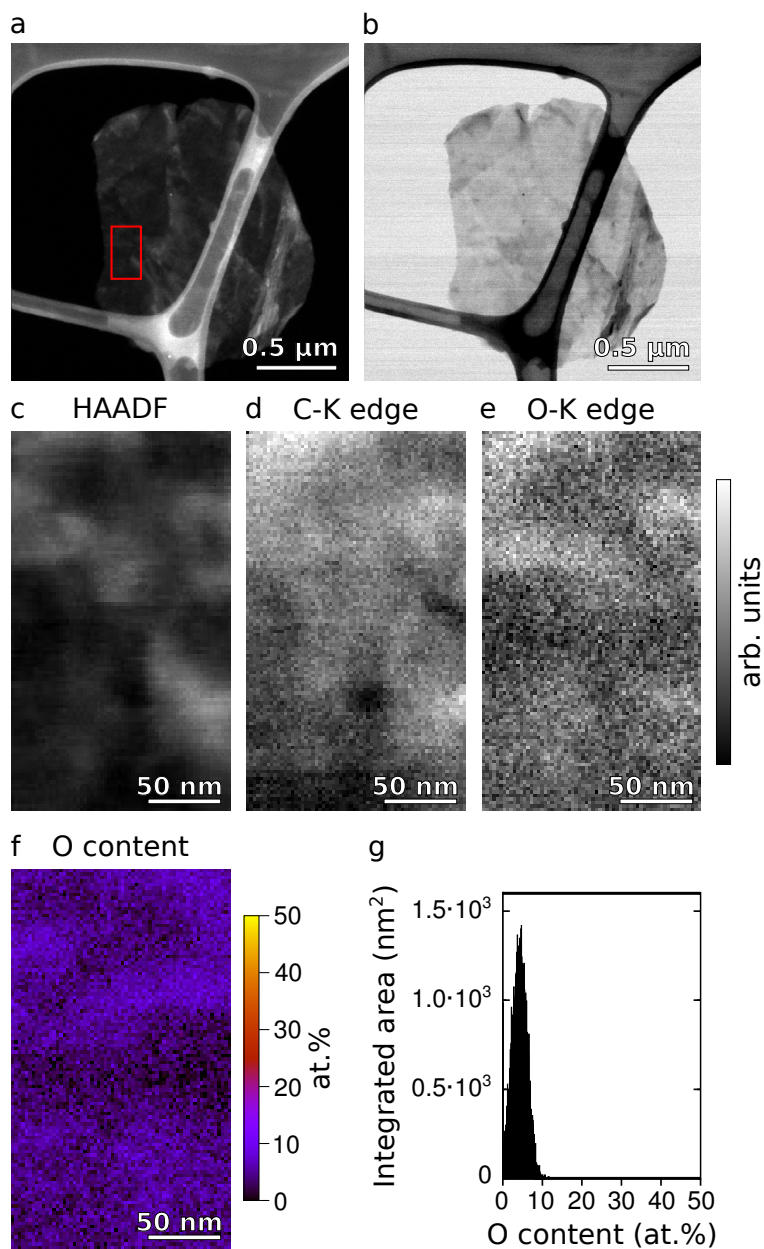 a
b
0.5 µm
0.5 µm
c HAADF
d C-K edge
e O-K edge
50 nm
50 nm
50 nm
arb. units
f O content
50 nm
50
40
30
20
10
0
at.%
g
Integrated area (nm²)
1.5·10³
1.0·10³
0.5·10³
0
0 10 20 30 40 50
O content (at.%)